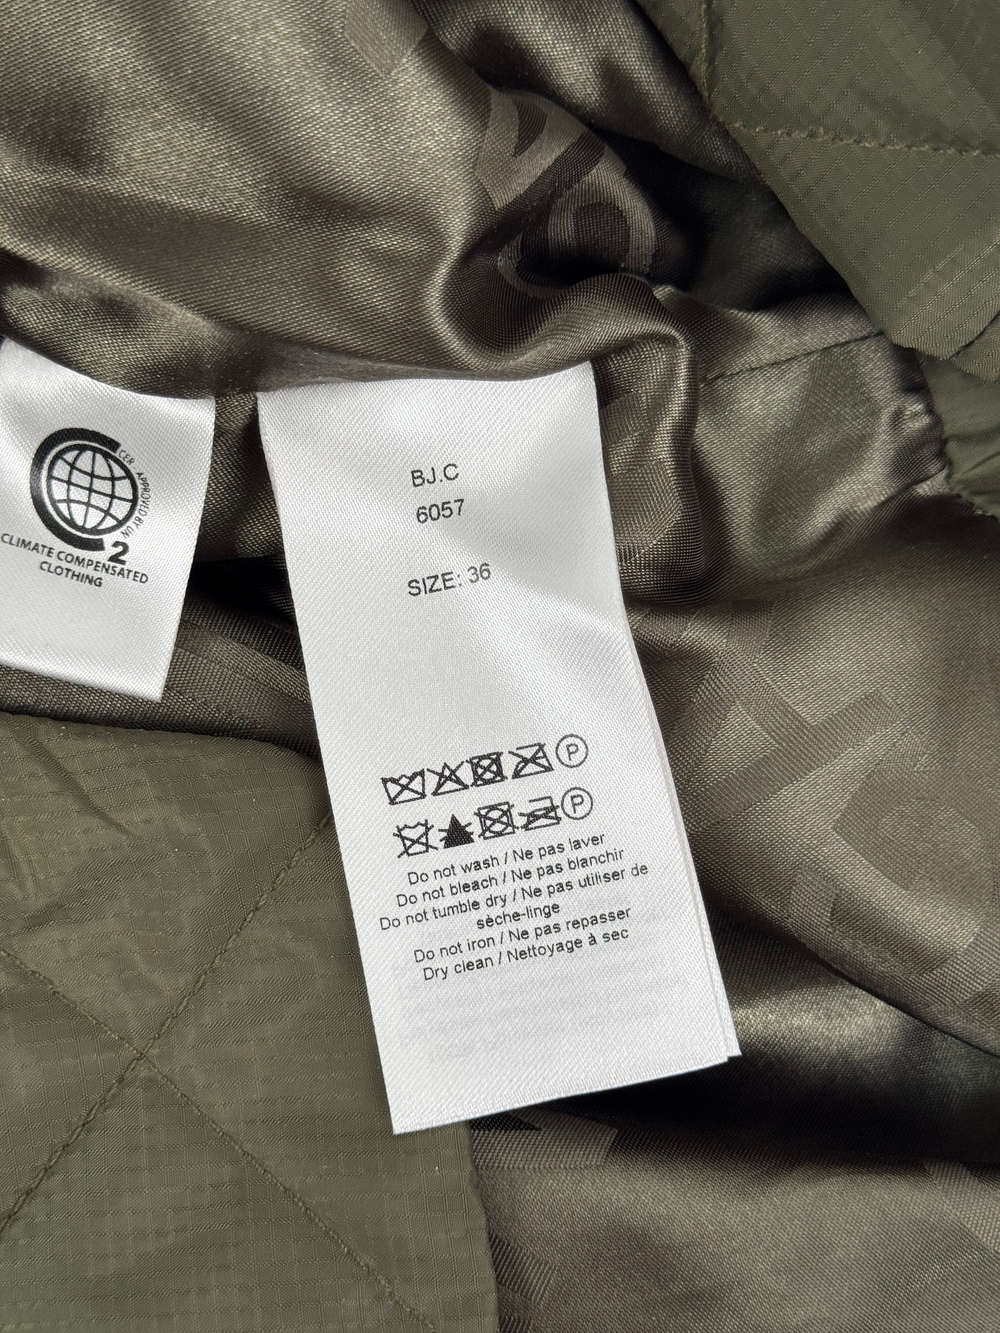 CER APPROVED BY UN
2
CLIMATE COMPENSATED
CLOTHING
BJ.C
6057
SIZE: 36
P
P
Do not wash / Ne pas laver
Do not bleach / Ne pas blanchir
Do not tumble dry / Ne pas utiliser de
sèche-linge
Do not iron / Ne pas repasser
Dry clean / Nettoyage à sec